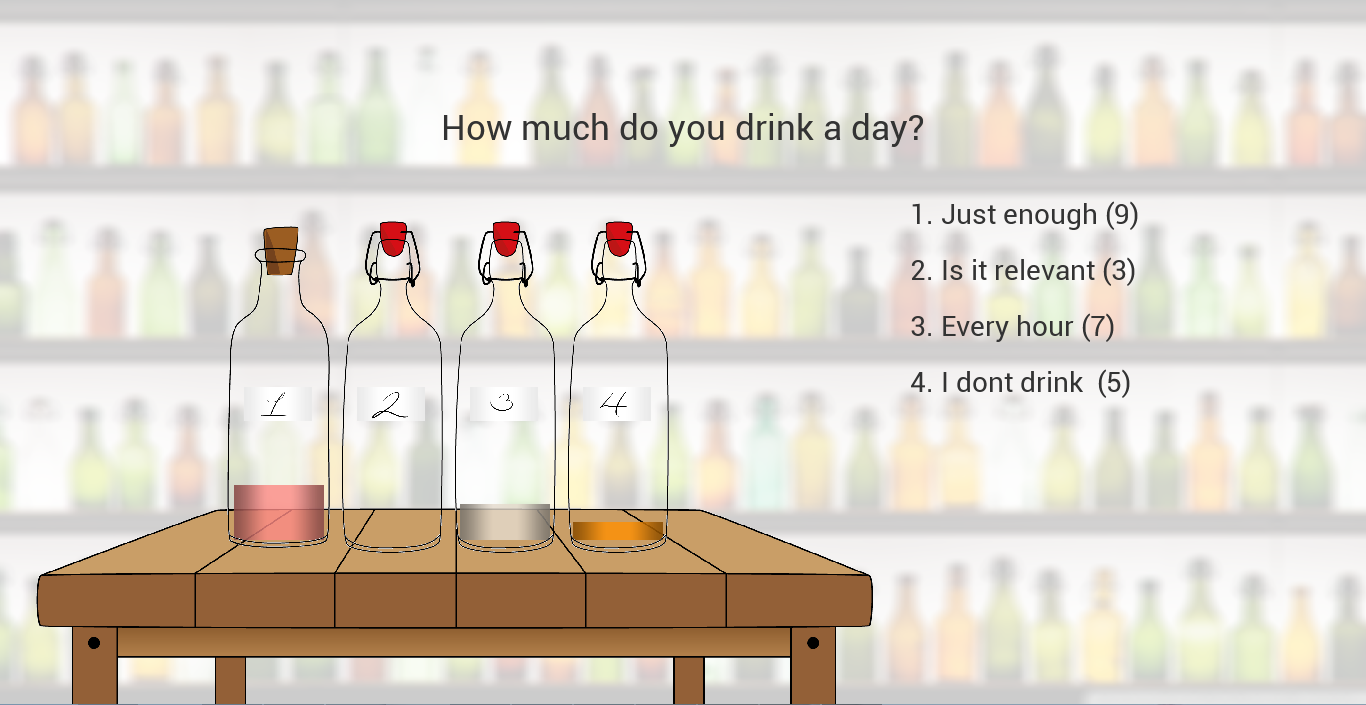 How much do you drink a day?
1. Just enough (9)
2. Is it relevant (3)
3. Every hour (7)
4. I dont drink  (5)
1 2 3 4